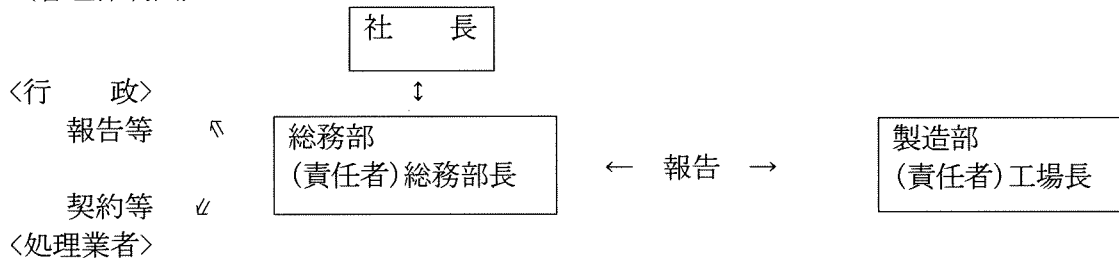 社　長
<行　政>
報告等
総務部
(責任者)総務部長
← 報告 →
製造部
(責任者)工場長
契約等
<処理業者>